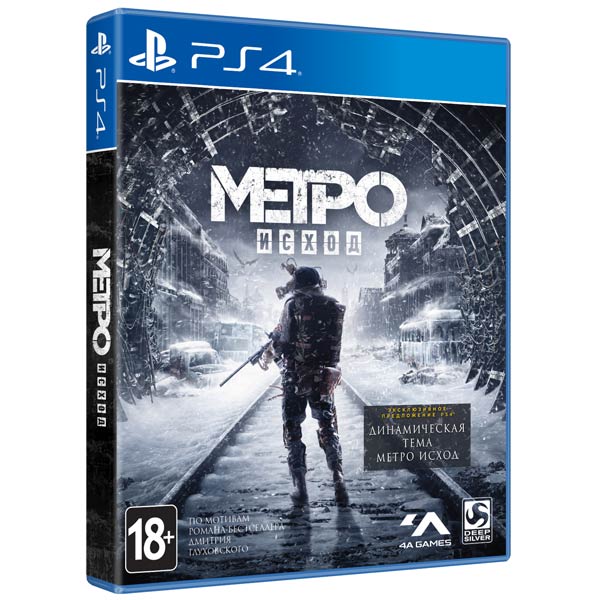 PS4
PS4
МЕТРО
ИСХОД
МЕТРО
ИСХОД
ЭКСКЛЮЗИВНОЕ
ПРЕДЛОЖЕНИЕ PS4
ДИНАМИЧЕСКАЯ
ТЕМА
МЕТРО ИСХОД
18+
ПО МОТИВАМ
РОМАНА-БЕСТСЕЛЛЕРА
ДМИТРИЯ
ГЛУХОВСКОГО
4A GAMES
DEEP
SILVER